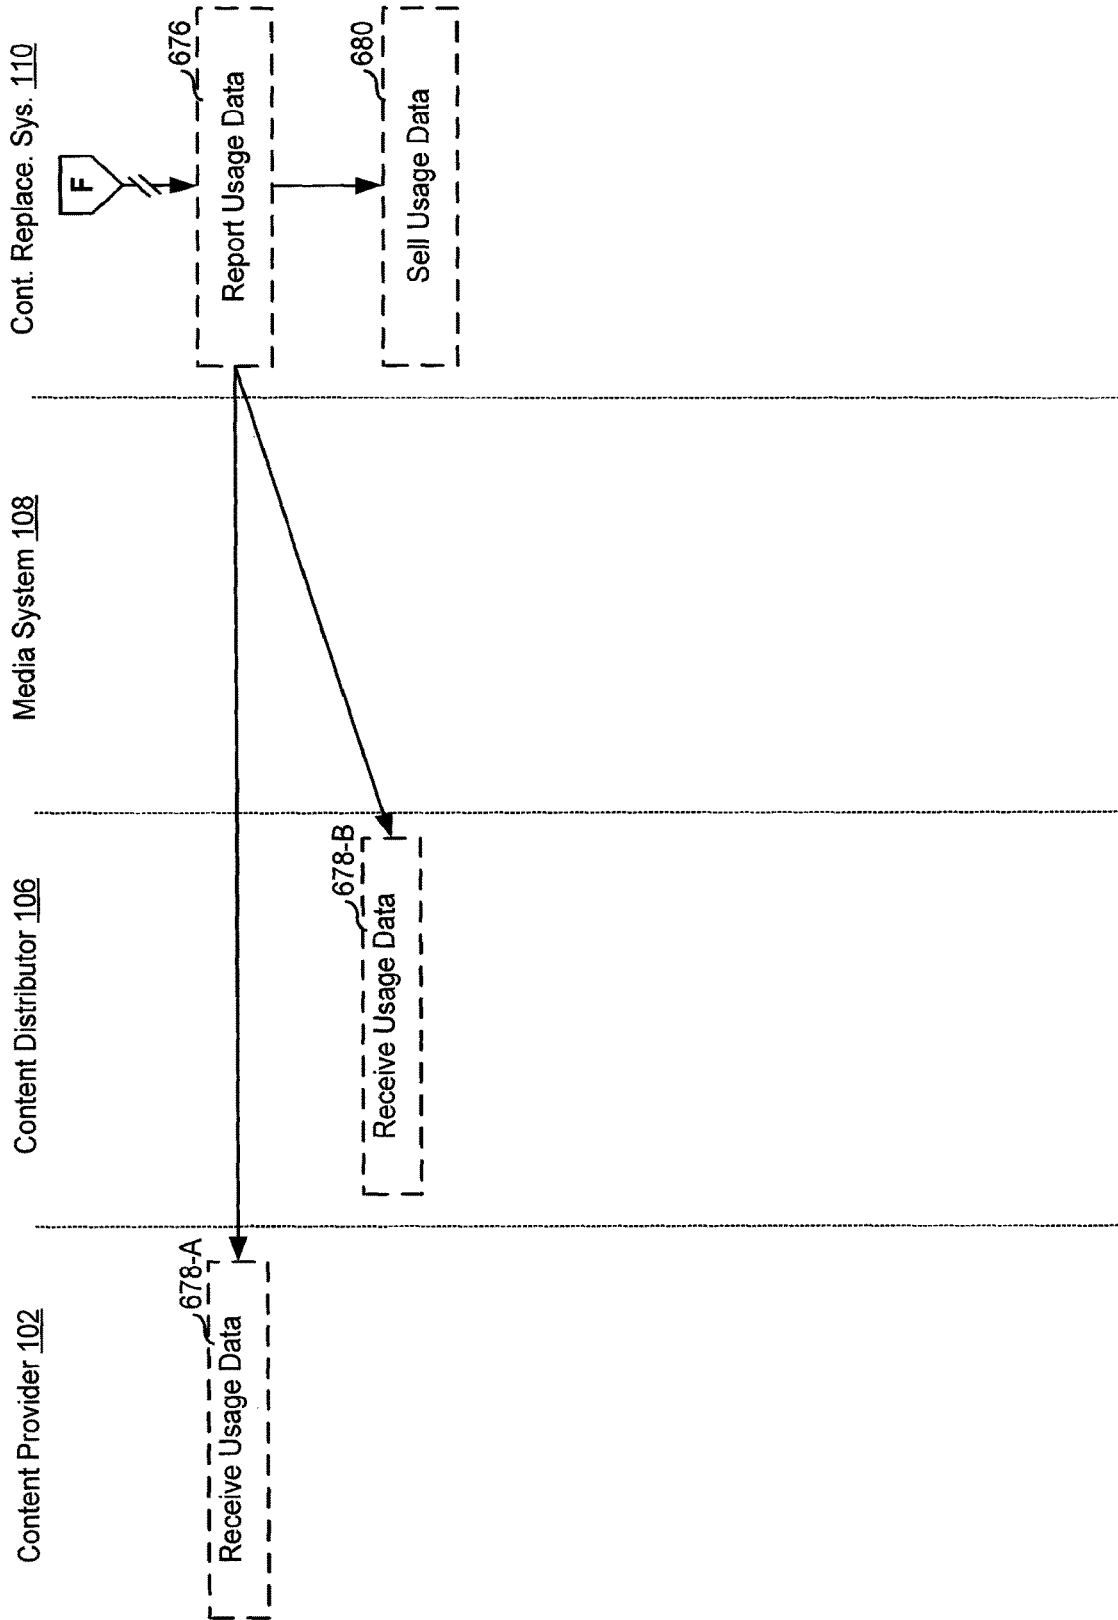 Content Provider 102
Content Distributor 106
Media System 108
Cont. Replace. Sys. 110
F
676
Report Usage Data
678-A
Receive Usage Data
678-B
Receive Usage Data
680
Sell Usage Data